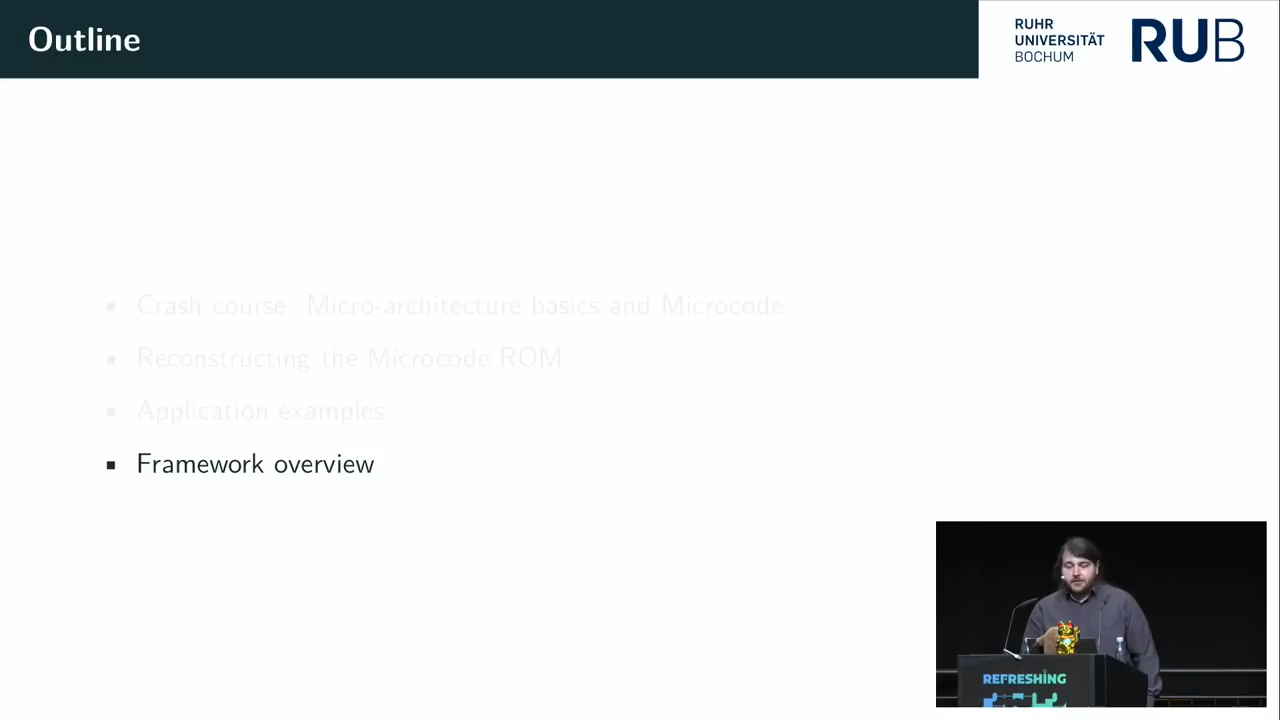 Outline
RUHR
UNIVERSITÄT
BOCHUM
RUB
Crash course: Micro-architecture basics and Microcode
Reconstructing the Microcode ROM
Application examples
Framework overview
REFRESHING